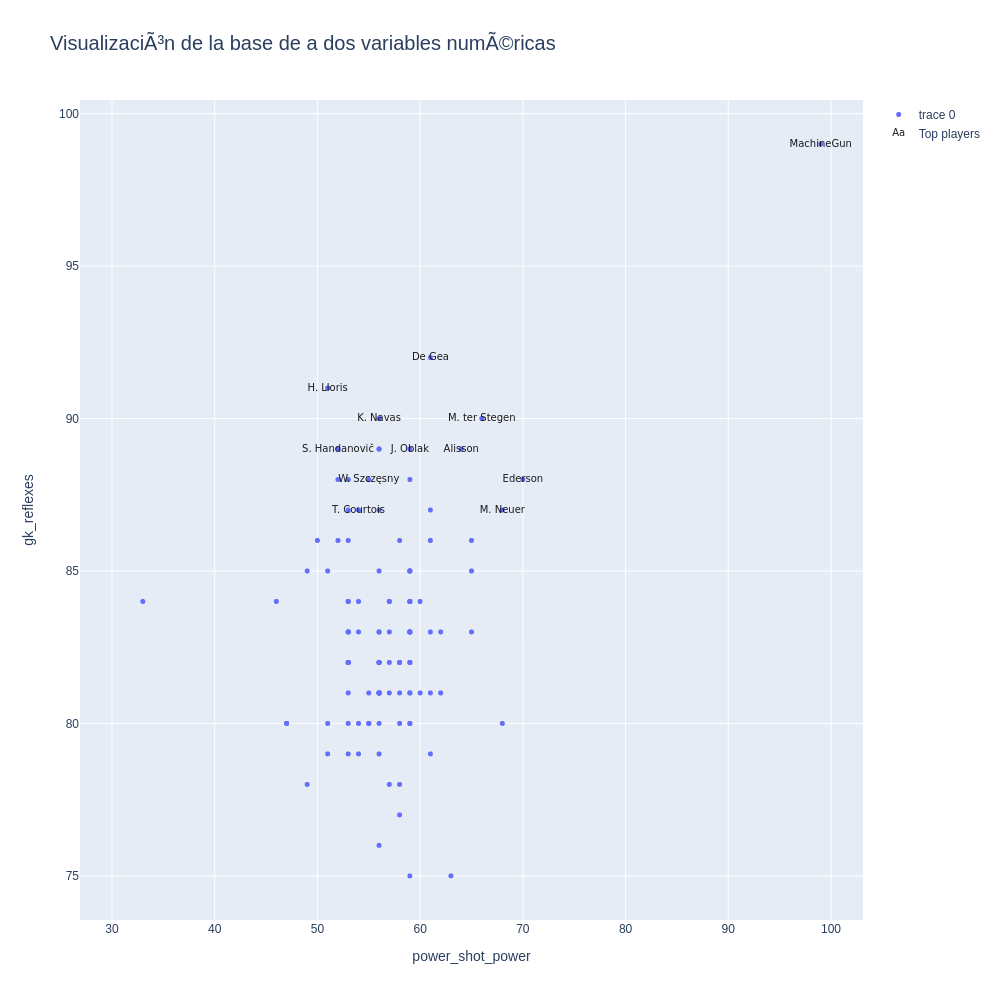 VisualizaciÃ³n de la base de a dos variables numÃ©ricas
trace 0
Aa Top players
100
95
90
85
80
75
gk_reflexes
MachineGun
De Gea
H. Lloris
K. Navas M. ter Stegen
S. Handanovič J. Oblak Alisson
W. Szczęsny Ederson
T. Courtois M. Neuer
30 40 50 60 70 80 90 100
power_shot_power